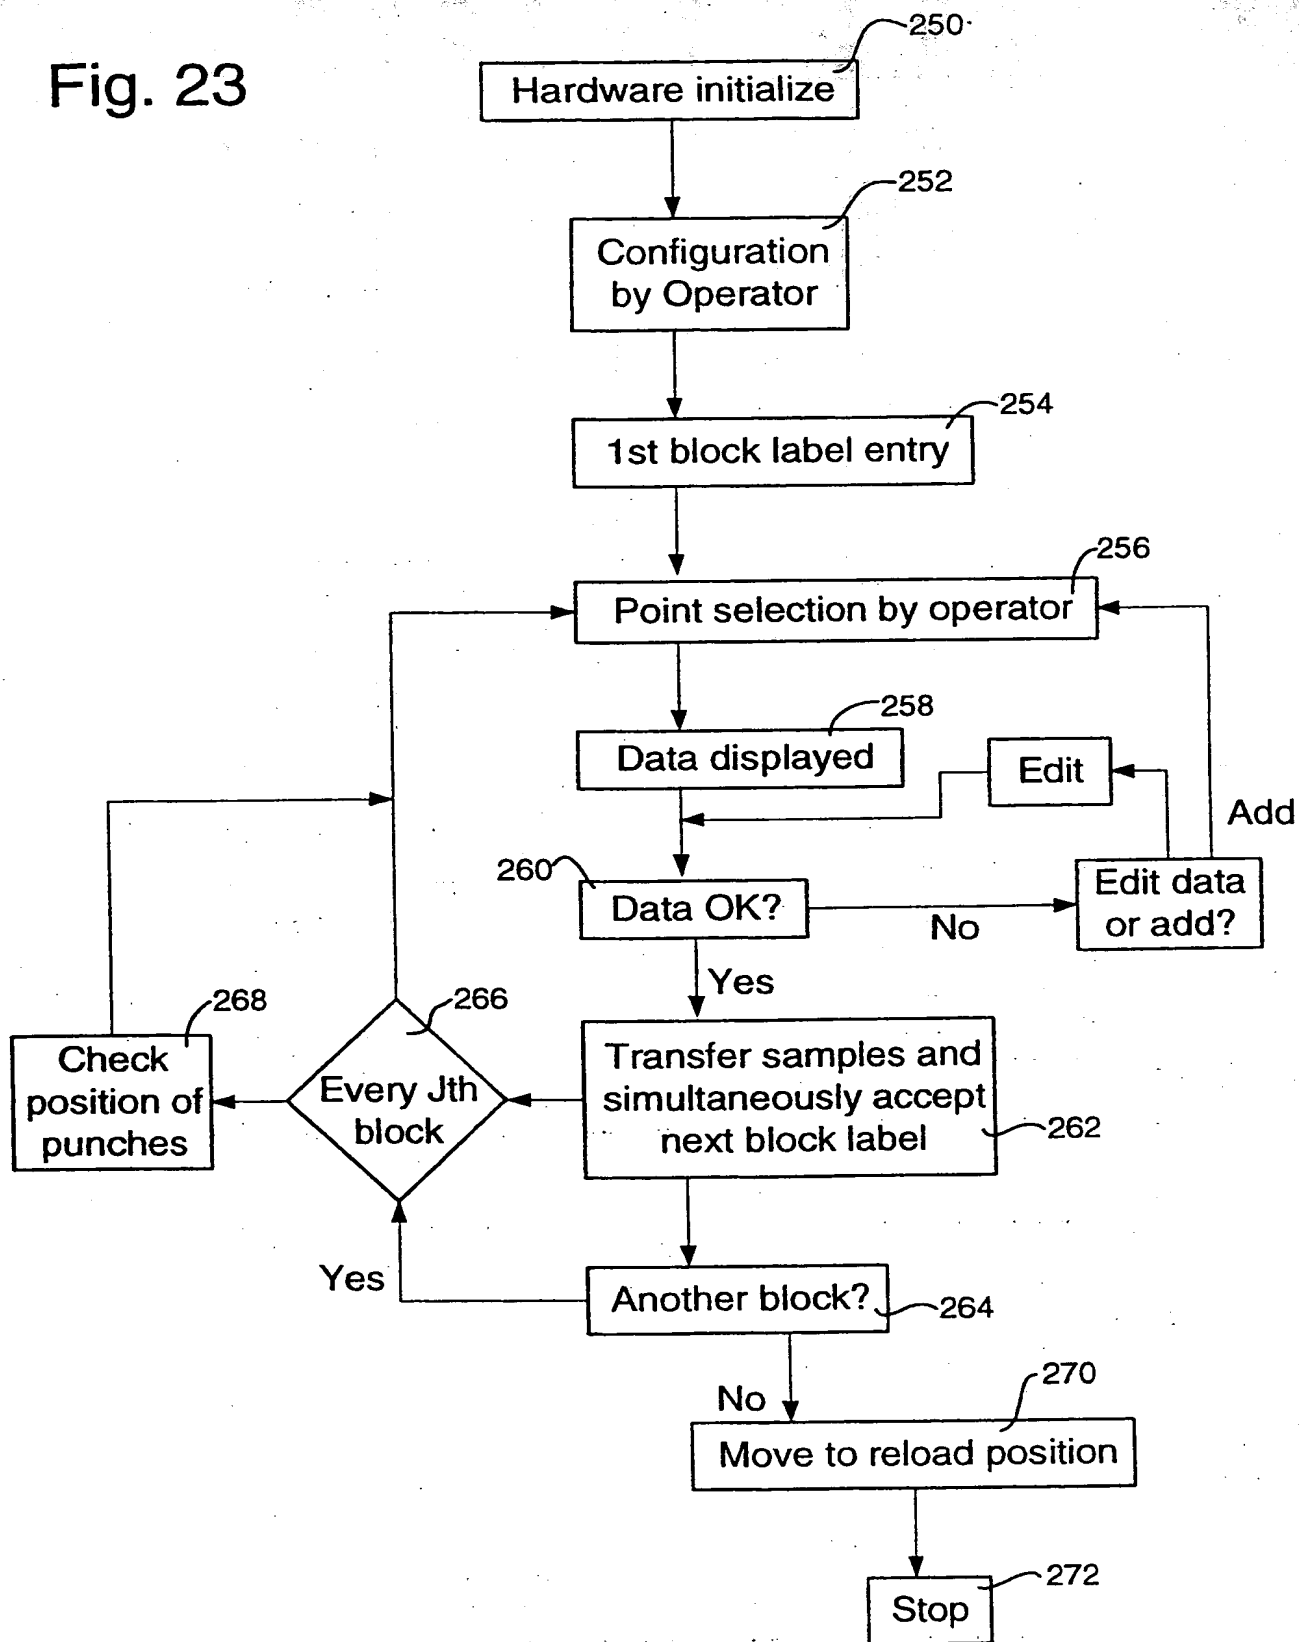 Fig. 23
250
Hardware initialize
252
Configuration
by Operator
254
1st block label entry
256
Point selection by operator
258
Data displayed
Edit
Add
260
Data OK?
No
Edit data
or add?
Yes
268
Check
position of
punches
266
Every Jth
block
Transfer samples and
simultaneously accept
next block label
262
Yes
Another block?
264
No
270
Move to reload position
272
Stop